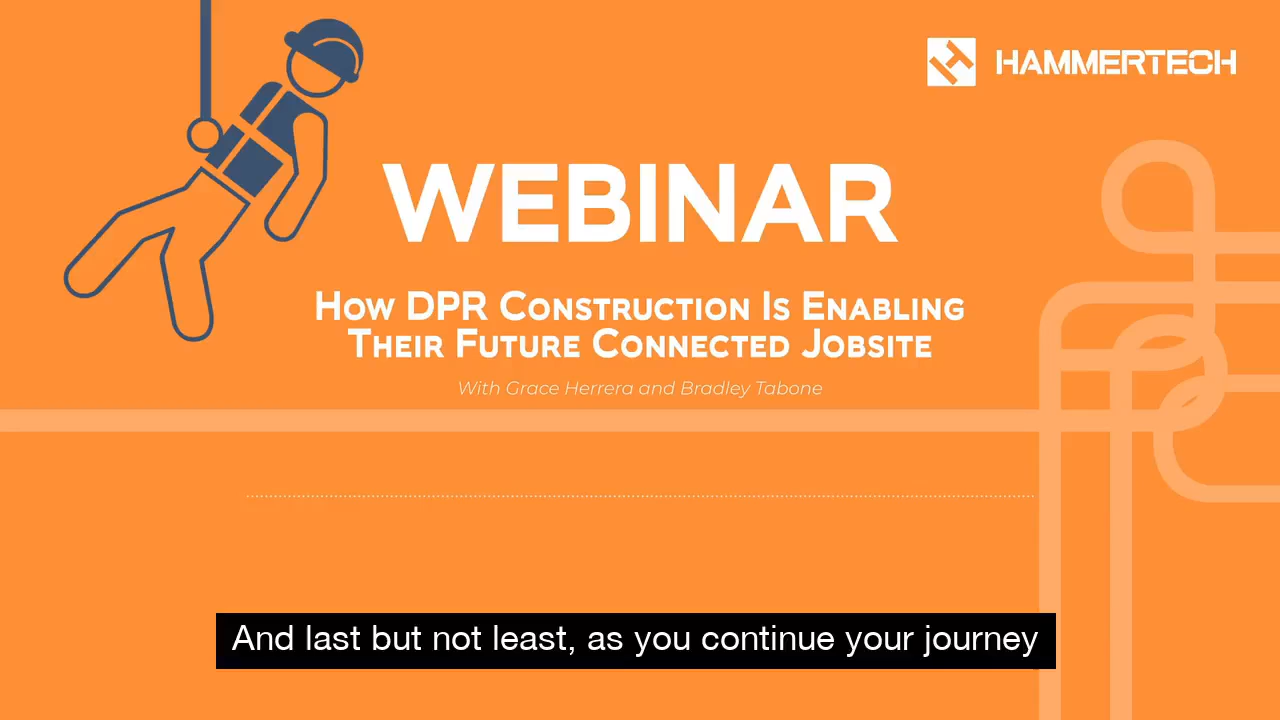 HAMMERTECH
WEBINAR
How DPR Construction Is Enabling
Their Future Connected Jobsite
With Grace Herrera and Bradley Tabone
And last but not least, as you continue your journey